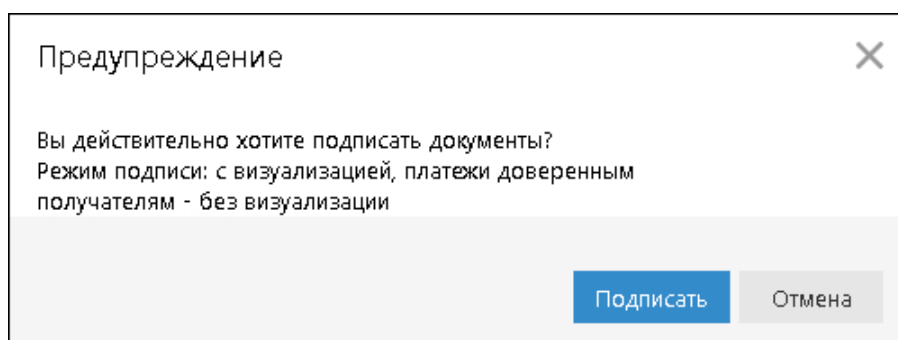 Предупреждение
Вы действительно хотите подписать документы?
Режим подписи: с визуализацией, платежи доверенным
получателям - без визуализации
Подписать Отмена